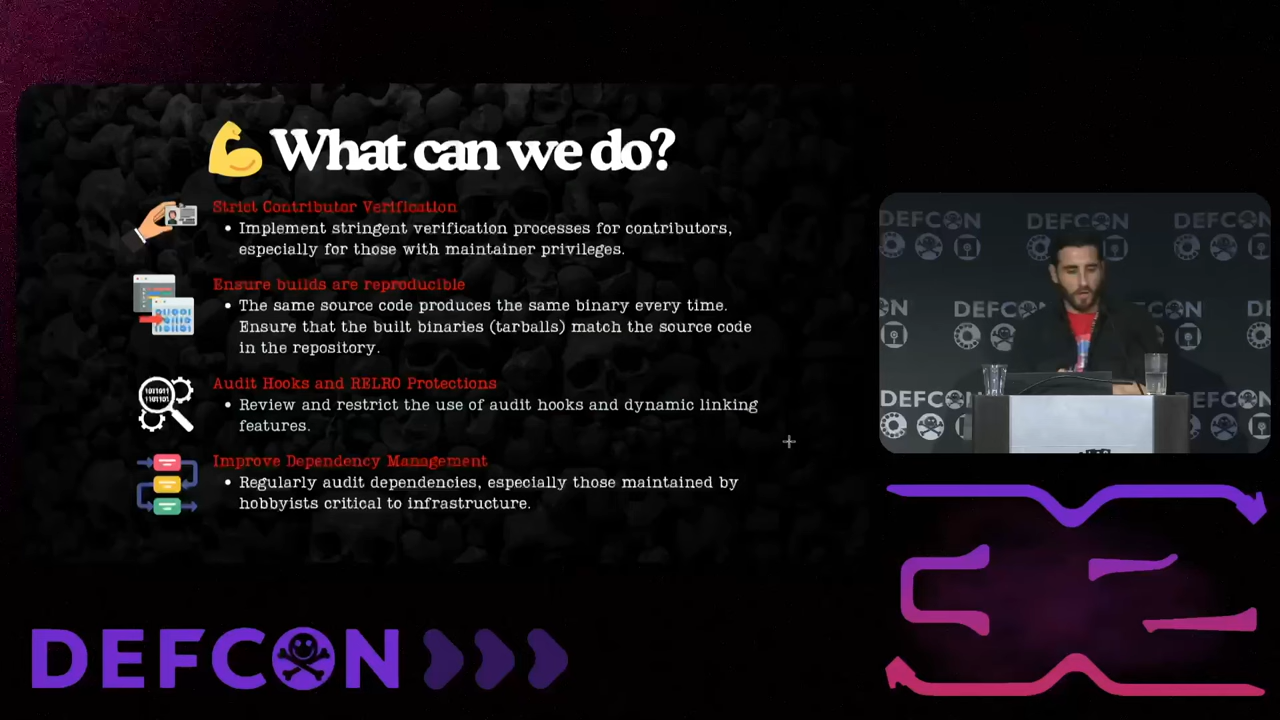 What can we do?
Strict Contributor Verification
• Implement stringent verification processes for contributors,
especially for those with maintainer privileges.
Ensure builds are reproducible
• The same source code produces the same binary every time.
Ensure that the built binaries (tarballs) match the source code
in the repository.
Audit Hooks and RELRO Protections
• Review and restrict the use of audit hooks and dynamic linking
features.
Improve Dependency Management
• Regularly audit dependencies, especially those maintained by
hobbyists critical to infrastructure.
101011
1101101
DEFCON
DEFCON DEFCON DEFCON
DEFCON
DEFCON